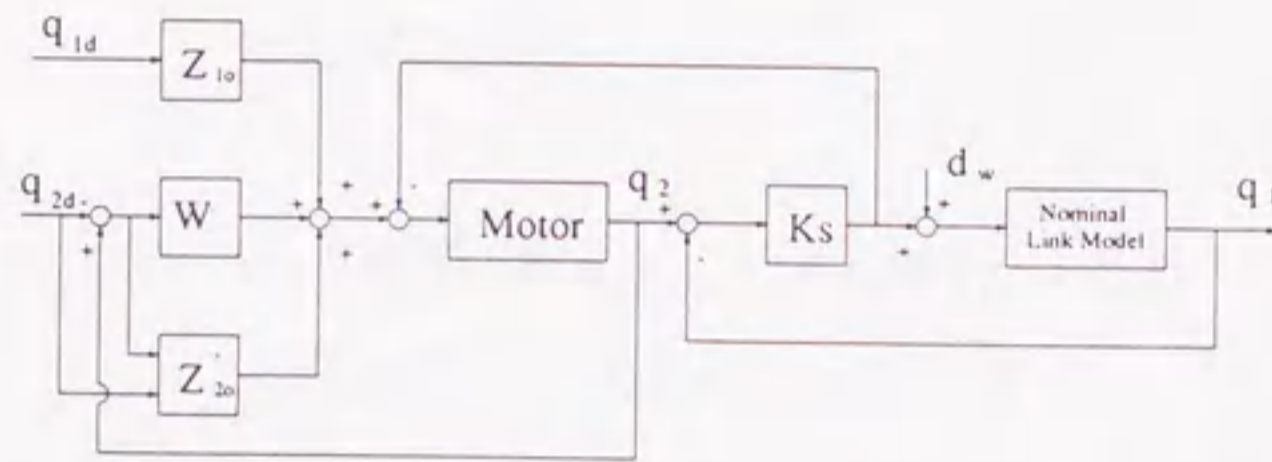 q 1d
Z 1o
q 2d
-
+
W
Z 2o
+
+
+
+
-
Motor
q 2
+
-
Ks
d w
+
+
Nominal
Link Model
q